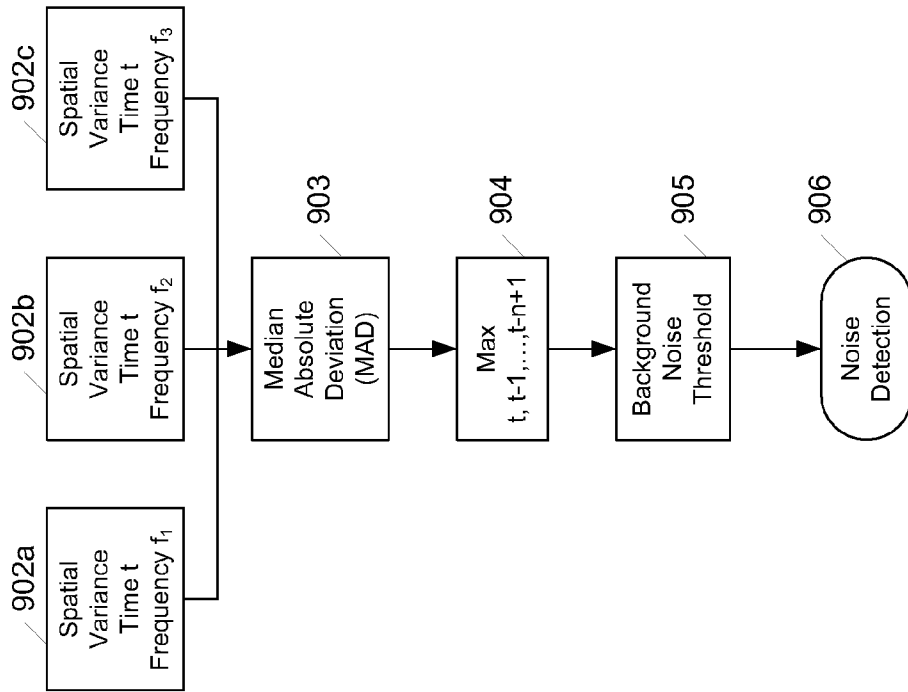 902a
Spatial
Variance
Time t
Frequency f₁
902b
Spatial
Variance
Time t
Frequency f₂
902c
Spatial
Variance
Time t
Frequency f₃
903
Median
Absolute
Deviation
(MAD)
904
Max
t, t-1,...,t-n+1
905
Background
Noise
Threshold
906
Noise
Detection